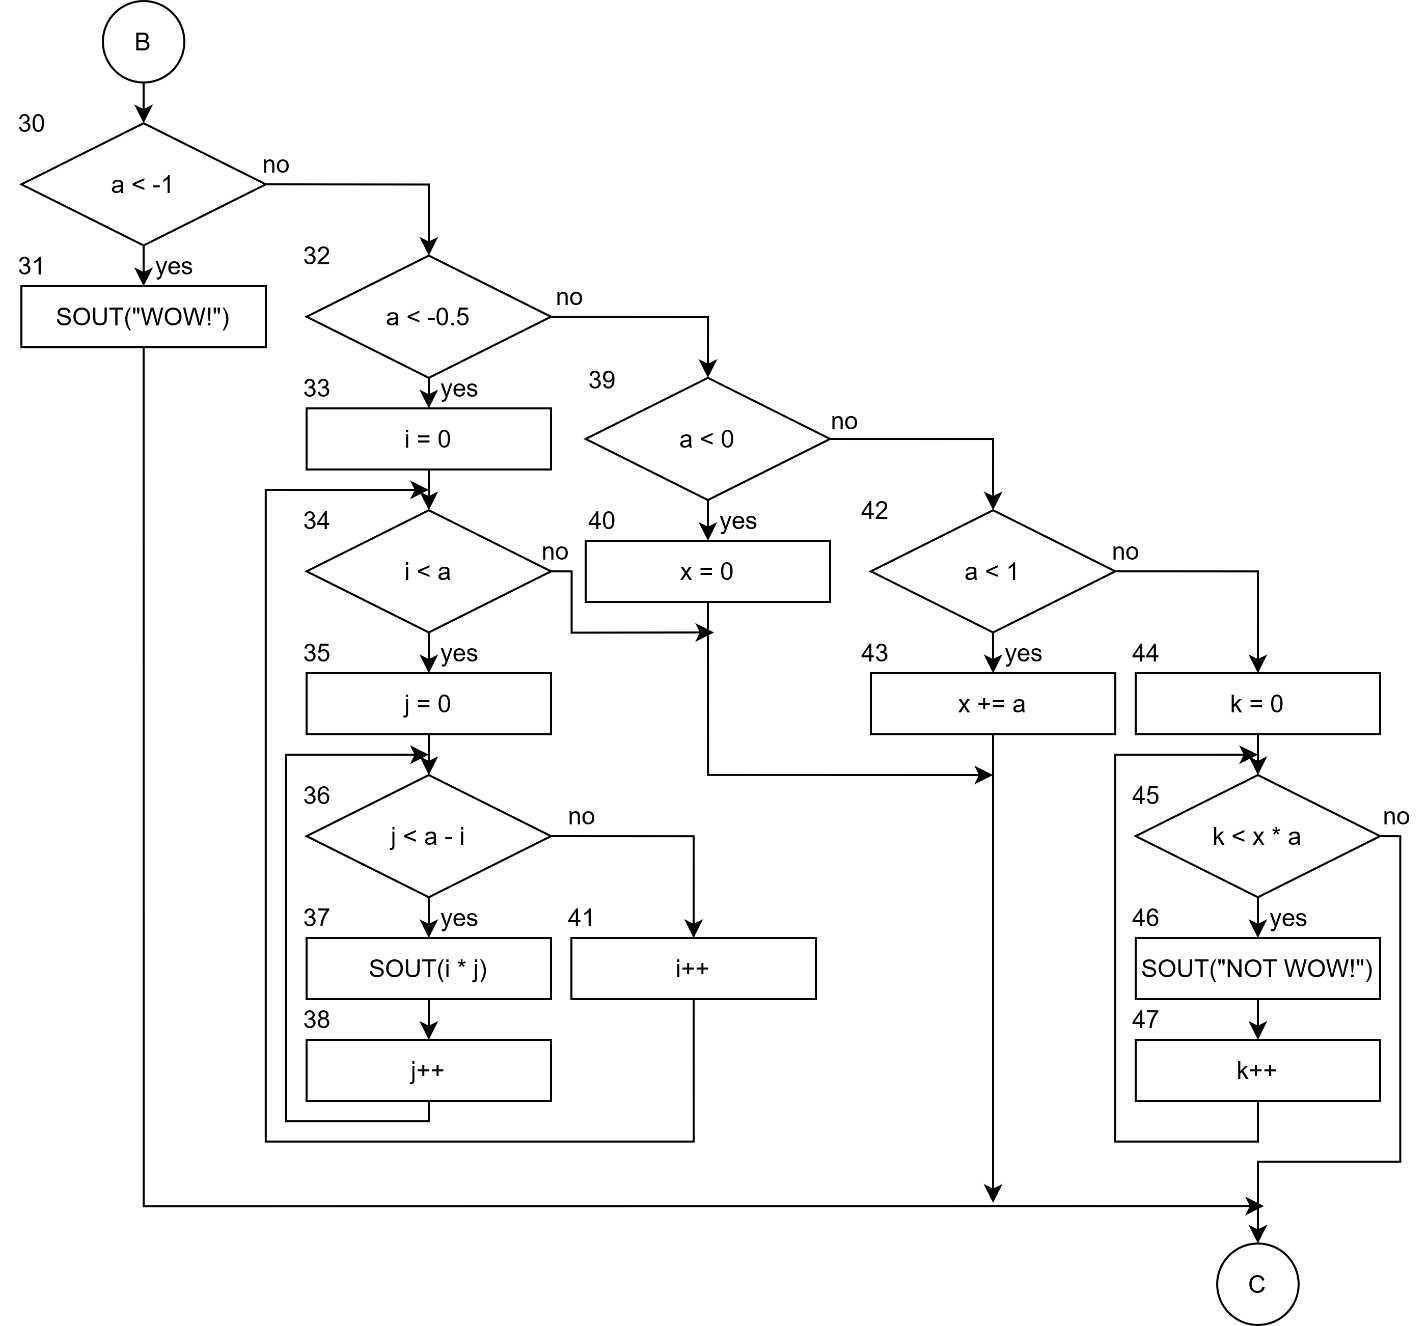 B
30
a < -1
no
31
yes
SOUT("WOW!")
32
a < -0.5
no
33
yes
i = 0
39
a < 0
no
34
i < a
no
40
yes
x = 0
42
a < 1
no
35
yes
j = 0
43
yes
x += a
44
k = 0
36
j < a - i
no
45
k < x * a
no
37
yes
SOUT(i * j)
41
i++
46
yes
SOUT("NOT WOW!")
38
j++
47
k++
C